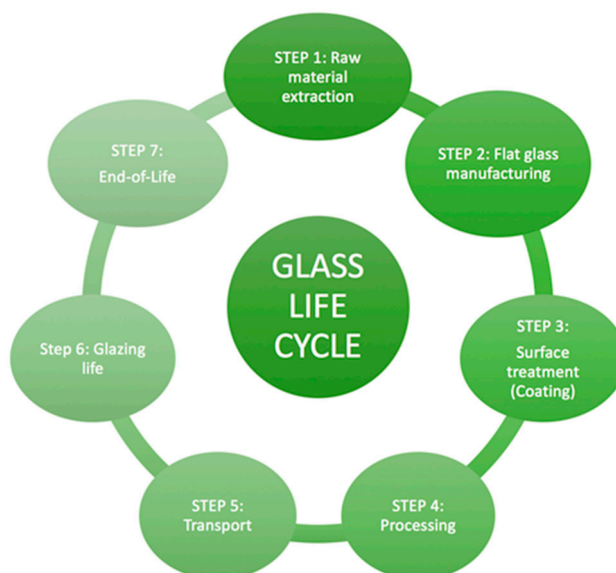 STEP 1: Raw
material
extraction
STEP 2: Flat glass
manufacturing
STEP 3:
Surface
treatment
(Coating)
STEP 4:
Processing
STEP 5:
Transport
Step 6: Glazing
life
STEP 7:
End-of-Life
GLASS
LIFE
CYCLE